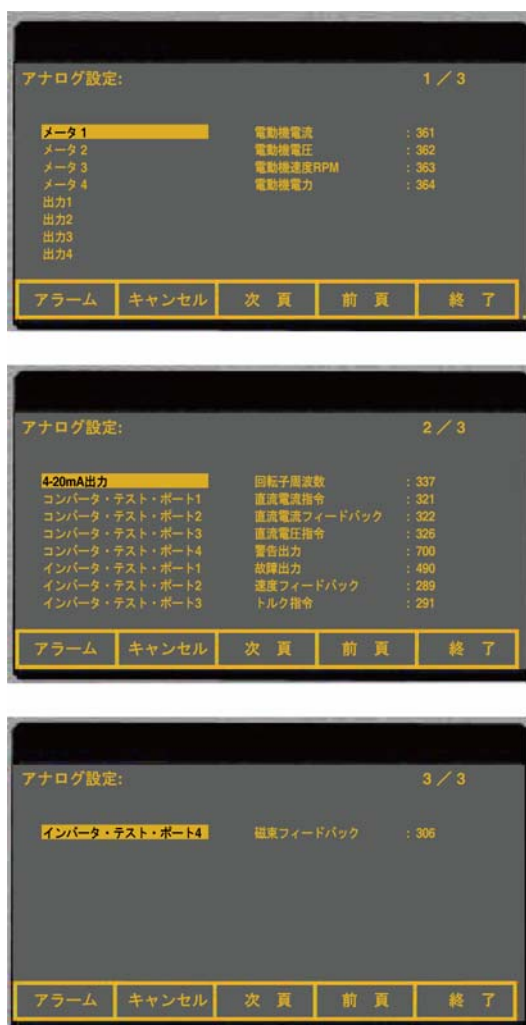 アナログ設定: 1／3
メータ 1 電動機電流 : 361
メータ 2 電動機電圧 : 362
メータ 3 電動機速度RPM : 363
メータ 4 電動機電力 : 364
出力1
出力2
出力3
出力4
アラーム キャンセル 次 頁 前 頁 終 了
アナログ設定: 2／3
4-20mA出力 回転子周波数 : 337
コンバータ・テスト・ポート1 直流電流指令 : 321
コンバータ・テスト・ポート2 直流電流フィードバック : 322
コンバータ・テスト・ポート3 直流電圧指令 : 326
コンバータ・テスト・ポート4 警告出力 : 700
インバータ・テスト・ポート1 故障出力 : 490
インバータ・テスト・ポート2 速度フィードバック : 289
インバータ・テスト・ポート3 トルク指令 : 291
アラーム キャンセル 次 頁 前 頁 終 了
アナログ設定: 3／3
インバータ・テスト・ポート4 磁束フィードバック : 306
アラーム キャンセル 次 頁 前 頁 終 了